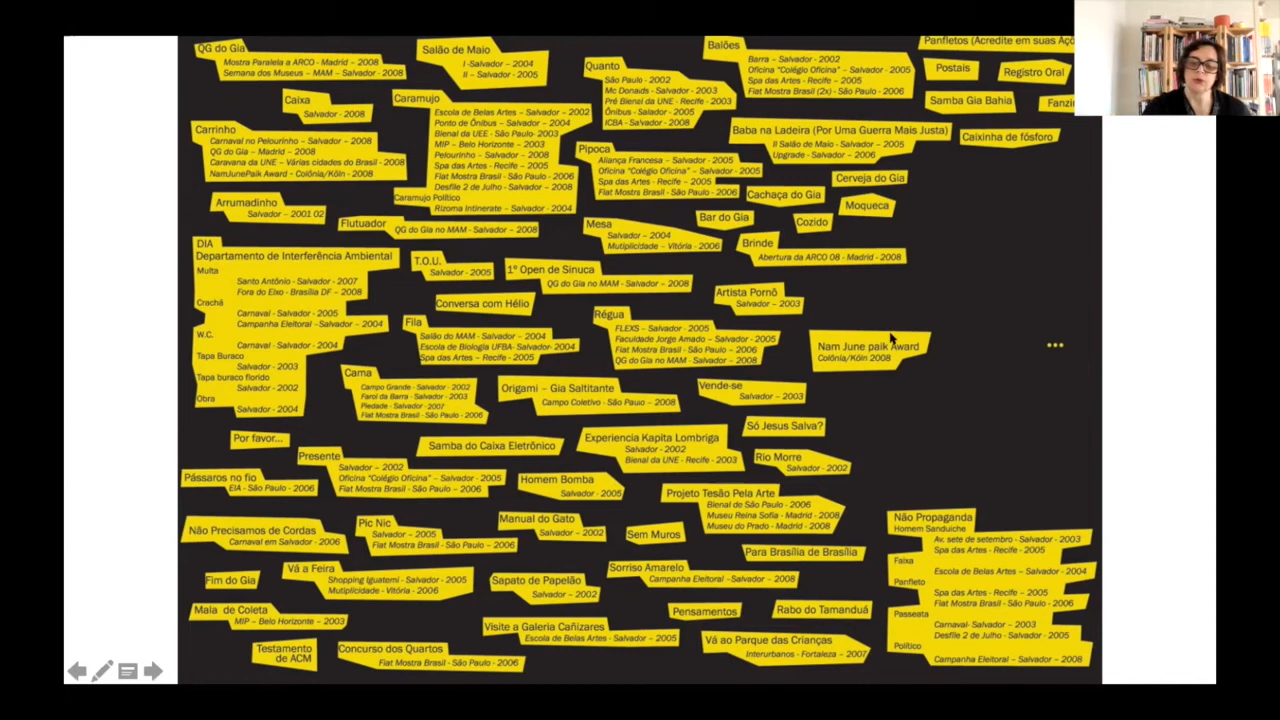 QG do Gia
Mostra Paralela a ARCO - Madrid – 2008
Semana dos Museus – MAM – Salvador – 2008
Salão de Maio
I -Salvador – 2004
II – Salvador – 2005
Quanto
São Paulo - 2002
Mc Donalds - Salvador - 2003
Pré Bienal da UNE - Recife - 2003
Ônibus - Salador - 2005
ICBA - Salvador - 2008
Balões
Barra – Salvador - 2002
Oficina "Colégio Oficina" – Salvador - 2005
Spa das Artes - Recife – 2005
Fiat Mostra Brasil (2x) - São Paulo - 2006
Panfletos (Acredite em suas Açõ
Postais
Registro Oral
Samba Gia Bahia
Fanzin
Caixa
Salvador - 2008
Caramujo
Escola de Belas Artes – Salvador - 2002
Ponto de Ônibus – Salvador – 2004
Bienal da UEE - São Paulo- 2003
MIP – Belo Horizonte – 2003
Pelourinho – Salvador – 2008
Spa das Artes - Recife – 2005
Fiat Mostra Brasil - São Paulo – 2006
Desfile 2 de Julho - Salvador - 2008
Caramujo Político
Rizoma Intinerate – Salvador - 2004
Carrinho
Carnaval no Pelourinho – Salvador – 2008
QG do Gia – Madrid – 2008
Caravana da UNE – Várias cidades do Brasil - 2008
NamJunePaik Award – Colônia/Köln - 2008
Baba na Ladeira (Por Uma Guerra Mais Justa)
II Salão de Maio - Salvador – 2005
Upgrade - Salvador – 2006
Caixinha de fósforo
Pipoca
Aliança Francesa – Salvador - 2005
Oficina "Colégio Oficina" - Salvador - 2005
Spa das Artes - Recife – 2005
Fiat Mostra Brasil - São Paulo - 2006
Cerveja do Gia
Cachaça do Gia
Moqueca
Arrumadinho
Salvador – 2001 02
Flutuador
QG do Gia no MAM - Salvador – 2008
Mesa
Salvador – 2004
Mutiplicidade – Vitória - 2006
Bar do Gia
Cozido
Brinde
Abertura da ARCO 08 - Madrid – 2008
DIA
Departamento de Interferência Ambiental
Multa
Santo Antônio - Salvador - 2007
Fora do Eixo - Brasília DF – 2008
Crachá
Carnaval - Salvador - 2005
Campanha Eleitoral –Salvador - 2004
W.C.
Carnaval - Salvador - 2004
Tapa Buraco
Salvador – 2003
Tapa buraco florido
Salvador - 2002
Obra
Salvador - 2004
T.O.U.
Salvador - 2005
1º Open de Sinuca
QG do Gia no MAM - Salvador – 2008
Conversa com Hélio
Artista Pornô
Salvador – 2003
Fila
Salão do MAM - Salvador - 2004
Escola de Biologia UFBA- Salvador- 2004
Spa das Artes – Recife - 2005
Régua
FLEXS – Salvador - 2005
Faculdade Jorge Amado – Salvador - 2005
Fiat Mostra Brasil – São Paulo – 2006
QG do Gia no MAM - Salvador – 2008
Nam June paik Award
Colônia/Köln 2008
Cama
Campo Grande - Salvador - 2002
Farol da Barra - Salvador - 2003
Piedade - Salvador - 2007
Fiat Mostra Brasil - São Paulo - 2006
Origami – Gia Saltitante
Campo Coletivo - São Paulo – 2008
Vende-se
Salvador – 2003
Só Jesus Salva?
Por favor...
Samba do Caixa Eletrônico
Experiencia Kapita Lombriga
Salvador - 2002
Bienal da UNE - Recife - 2003
Rio Morre
Salvador - 2002
Presente
Salvador – 2002
Oficina "Colégio Oficina" – Salvador - 2005
Fiat Mostra Brasil - São Paulo – 2006
Pássaros no fio
EIA - São Paulo - 2006
Homem Bomba
Salvador - 2005
Projeto Tesão Pela Arte
Bienal de São Paulo - 2006
Museu Reina Sofia - Madrid - 2008
Museu do Prado - Madrid – 2008
Não Precisamos de Cordas
Carnaval em Salvador - 2006
Pic Nic
Salvador – 2005
Fiat Mostra Brasil - São Paulo – 2006
Manual do Gato
Salvador – 2002
Sem Muros
Para Brasília de Brasília
Não Propaganda
Homem Sanduiche
Av. sete de setembro - Salvador - 2003
Spa das Artes - Recife - 2005
Faixa
Escola de Belas Artes – Salvador - 2004
Panfleto
Spa das Artes – Recife - 2005
Fiat Mostra Brasil - São Paulo – 2006
Passeata
Carnaval- Salvador – 2003
Desfile 2 de Julho - Salvador - 2005
Político
Campanha Eleitoral – Salvador – 2008
Fim do Gia
Vá a Feira
Shopping Iguatemi - Salvador - 2005
Mutiplicidade - Vitória - 2006
Sapato de Papelão
Salvador – 2002
Sorriso Amarelo
Campanha Eleitoral –Salvador – 2008
Mala de Coleta
MIP – Belo Horizonte – 2003
Visite a Galeria Cañizares
Escola de Belas Artes - Salvador – 2005
Pensamentos
Rabo do Tamanduá
Testamento
de ACM
Concurso dos Quartos
Fiat Mostra Brasil - São Paulo - 2006
Vá ao Parque das Crianças
Interurbanos - Fortaleza – 2007